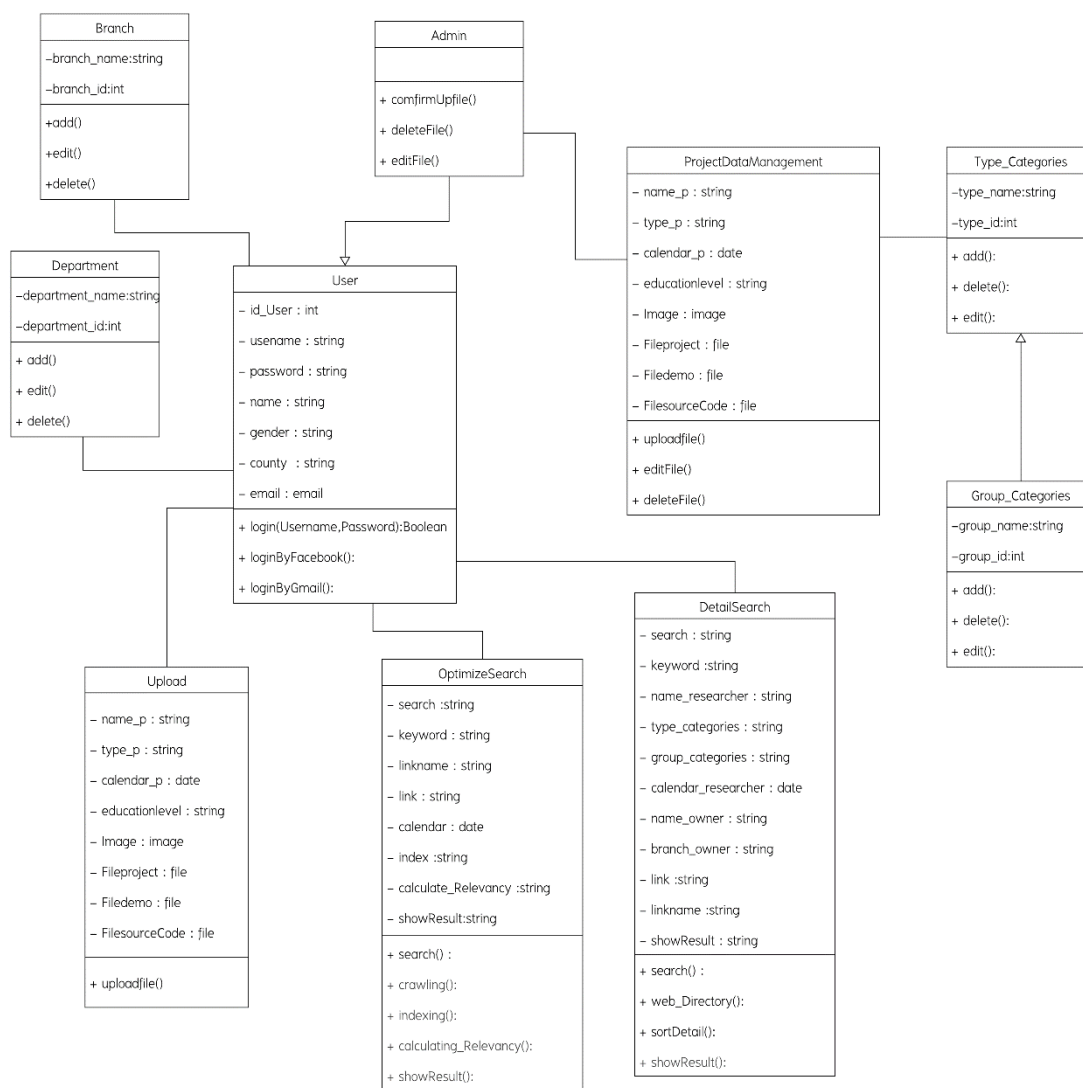 Branch
–branch_name:string
–branch_id:int
+add()
+edit()
+delete()
Admin
+ comfirmUpfile()
+ deleteFile()
+ editFile()
ProjectDataManagement
– name_p : string
– type_p : string
– calendar_p : date
– educationlevel : string
– Image : image
– Fileproject : file
– Filedemo : file
– FilesourceCode : file
+ uploadfile()
+ editFile()
+ deleteFile()
Type_Categories
–type_name:string
–type_id:int
+ add():
+ delete():
+ edit():
Department
–department_name:string
–department_id:int
+ add()
+ edit()
+ delete()
User
– id_User : int
– usename : string
– password : string
– name : string
– gender : string
– county : string
– email : email
+ login(Username,Password):Boolean
+ loginByFacebook():
+ loginByGmail():
Group_Categories
–group_name:string
–group_id:int
+ add():
+ delete():
+ edit():
Upload
– name_p : string
– type_p : string
– calendar_p : date
– educationlevel : string
– Image : image
– Fileproject : file
– Filedemo : file
– FilesourceCode : file
+ uploadfile()
OptimizeSearch
– search :string
– keyword : string
– linkname : string
– link : string
– calendar : date
– index :string
– calculate_Relevancy :string
– showResult:string
+ search() :
+ crawling():
+ indexing():
+ calculating_Relevancy():
+ showResult():
DetailSearch
– search : string
– keyword :string
– name_researcher : string
– type_categories : string
– group_categories : string
– calendar_researcher : date
– name_owner : string
– branch_owner : string
– link :string
– linkname : string
– showResult : string
+ search() :
+ web_Directory():
+ sortDetail():
+ showResult():